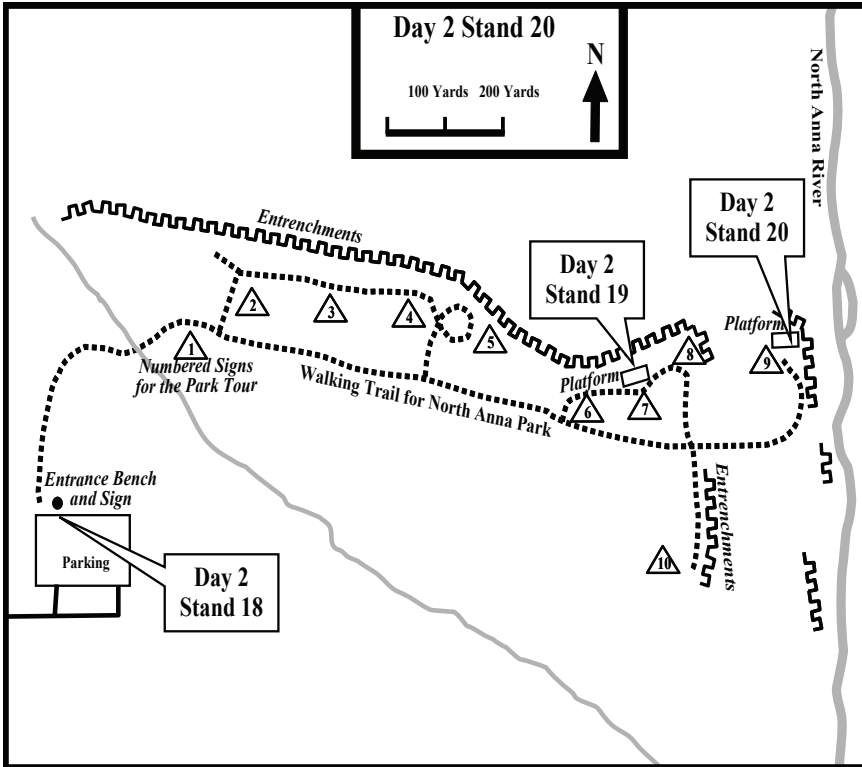 Day 2 Stand 20
N
100 Yards 200 Yards
North Anna River
Day 2
Stand 20
Entrenchments
Day 2
Stand 19
Platform
9
2
3
4
5
8
1
Numbered Signs
for the Park Tour
Walking Trail for North Anna Park
Platform
6
7
Entrance Bench
and Sign
Entrenchments
Parking
10
Day 2
Stand 18